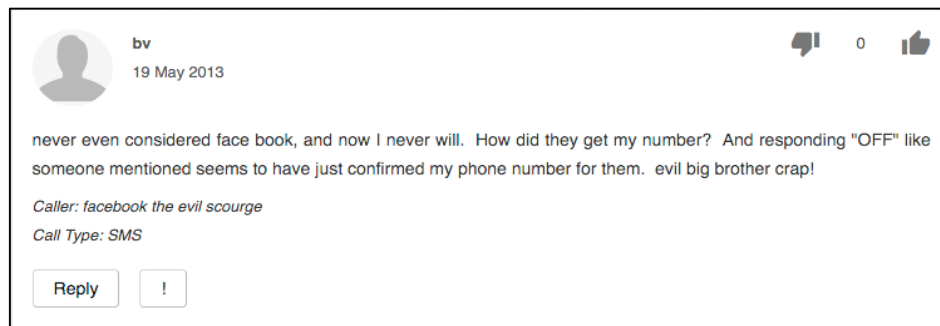 bv
0
19 May 2013
never even considered face book, and now I never will.  How did they get my number?  And responding "OFF" like
someone mentioned seems to have just confirmed my phone number for them.  evil big brother crap!
Caller: facebook the evil scourge
Call Type: SMS
Reply
!